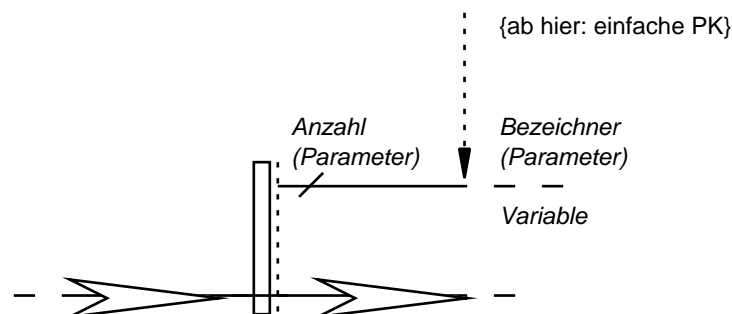 {ab hier: einfache PK}
Anzahl
(Parameter)
Bezeichner
(Parameter)
Variable